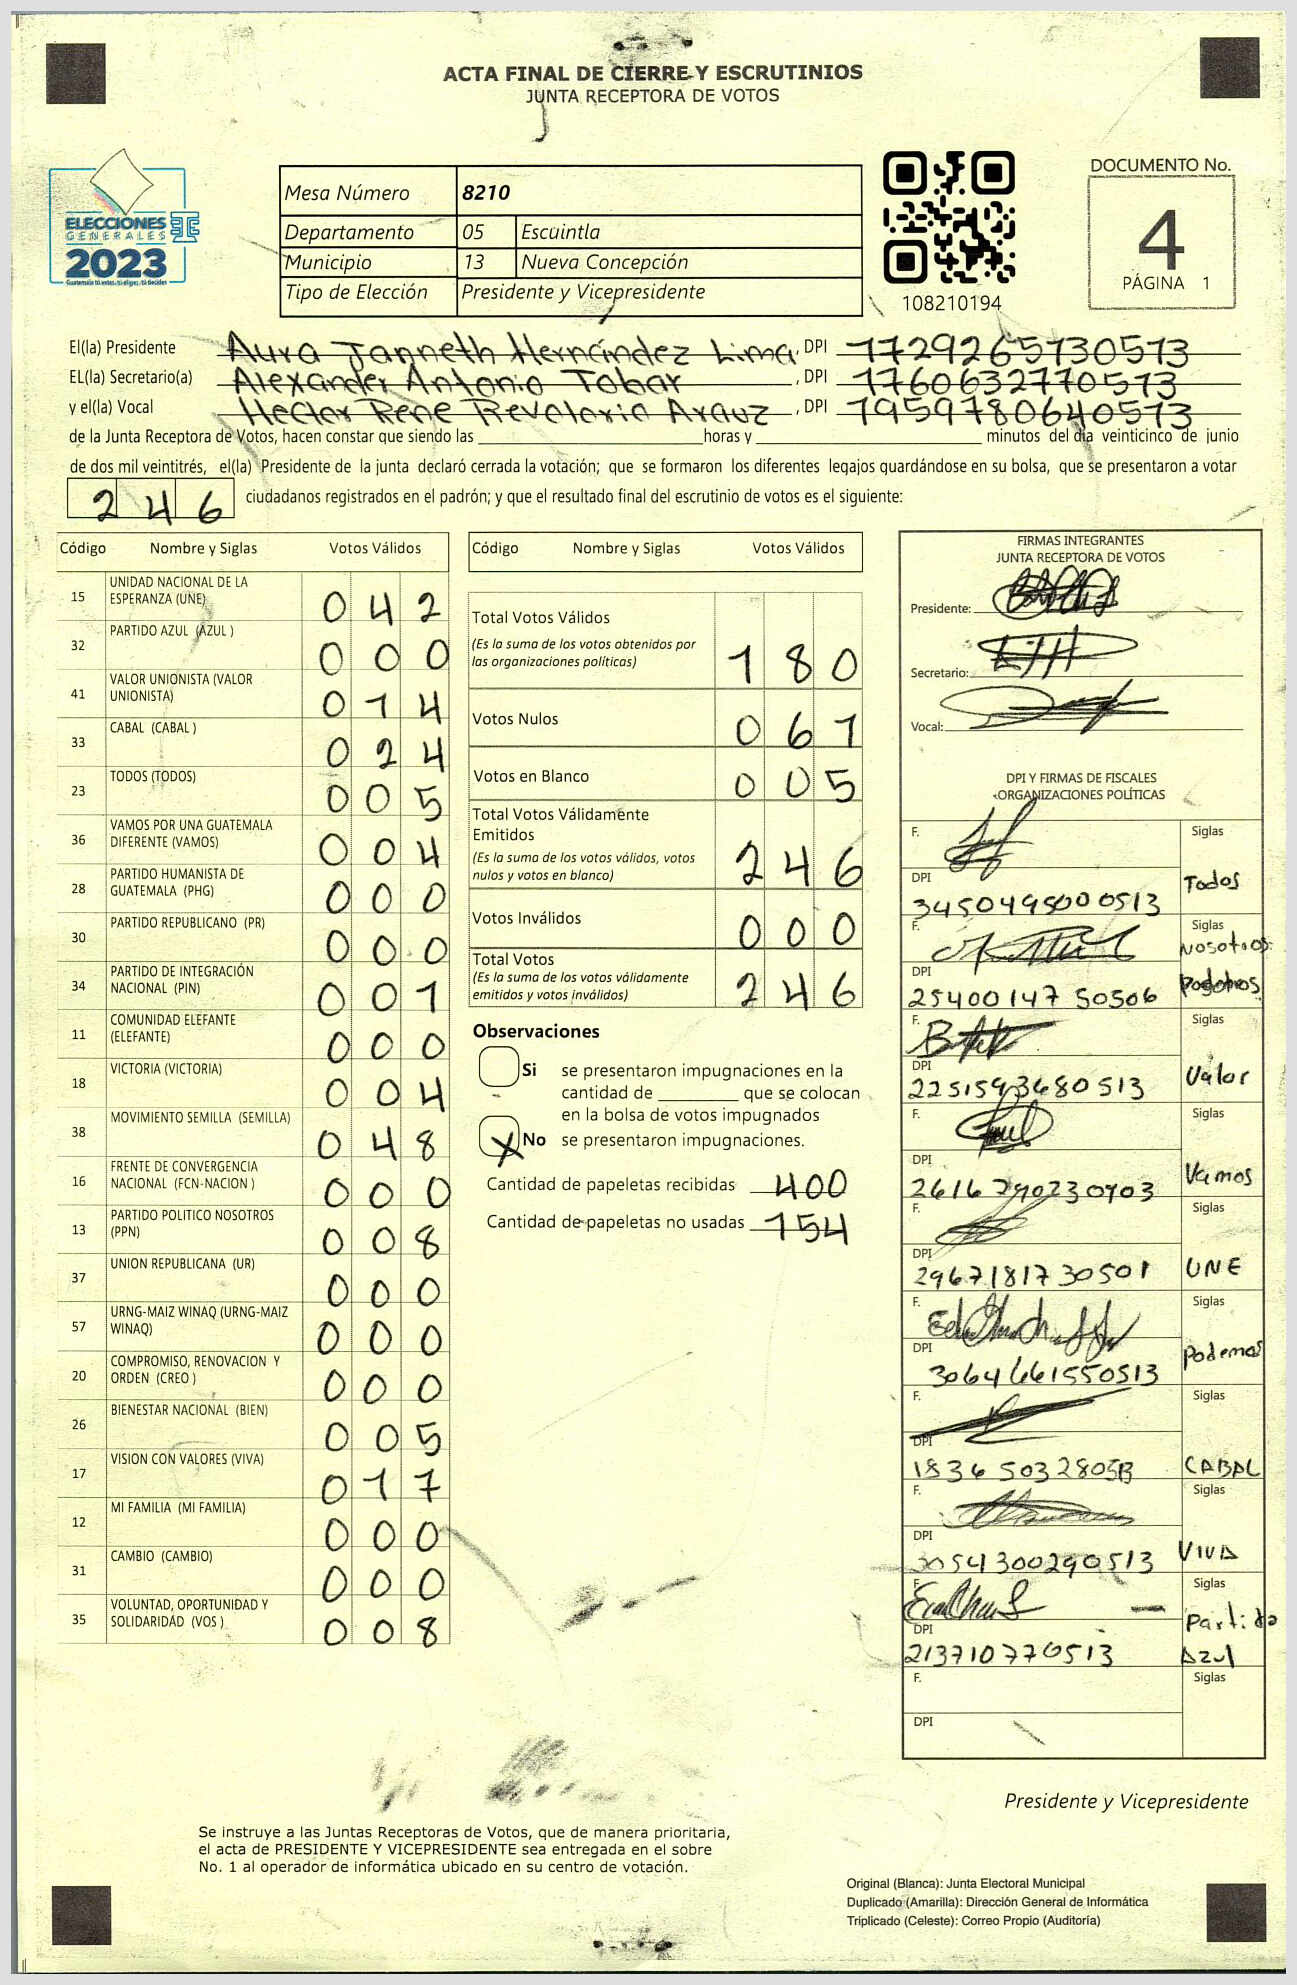 ACTA FINAL DE CIERRE Y ESCRUTINIOS
JUNTA RECEPTORA DE VOTOS
ELECCIONES
GENERALES
2023
Mesa Número 8210
Departamento 05 Escuintla
Municipio 13 Nueva Concepción
Tipo de Elección Presidente y Vicepresidente
108210194
DOCUMENTO No.
4
PÁGINA 1
El(la) Presidente Aura Janneth Hernández Lima, DPI 1729265730513
EL(la) Secretario(a) Alexander Antonio Tobar, DPI 1760632770513
y el(la) Vocal Hector Rene Revolorio Arauz, DPI 1959780640513
de la Junta Receptora de Votos, hacen constar que siendo las horas y minutos del día veinticinco de junio
de dos mil veintitrés, el(la) Presidente de la junta declaró cerrada la votación; que se formaron los diferentes legajos guardándose en su bolsa, que se presentaron a votar
246 ciudadanos registrados en el padrón; y que el resultado final del escrutinio de votos es el siguiente:
Código Nombre y Siglas Votos Válidos
15 UNIDAD NACIONAL DE LA ESPERANZA (UNE) 042
32 PARTIDO AZUL (AZUL ) 000
41 VALOR UNIONISTA (VALOR UNIONISTA) 014
33 CABAL (CABAL ) 024
23 TODOS (TODOS) 005
36 VAMOS POR UNA GUATEMALA DIFERENTE (VAMOS) 004
28 PARTIDO HUMANISTA DE GUATEMALA (PHG) 000
30 PARTIDO REPUBLICANO (PR) 000
34 PARTIDO DE INTEGRACIÓN NACIONAL (PIN) 001
11 COMUNIDAD ELEFANTE (ELEFANTE) 000
18 VICTORIA (VICTORIA) 004
38 MOVIMIENTO SEMILLA (SEMILLA) 048
16 FRENTE DE CONVERGENCIA NACIONAL (FCN-NACION ) 000
13 PARTIDO POLITICO NOSOTROS (PPN) 008
37 UNION REPUBLICANA (UR) 000
57 URNG-MAIZ WINAQ (URNG-MAIZ WINAQ) 000
20 COMPROMISO, RENOVACION Y ORDEN (CREO ) 000
26 BIENESTAR NACIONAL (BIEN) 005
17 VISION CON VALORES (VIVA) 017
12 MI FAMILIA (MI FAMILIA) 000
31 CAMBIO (CAMBIO) 000
35 VOLUNTAD, OPORTUNIDAD Y SOLIDARIDAD (VOS ) 008
Código Nombre y Siglas Votos Válidos
Total Votos Válidos
(Es la suma de los votos obtenidos por
las organizaciones políticas) 180
Votos Nulos 061
Votos en Blanco 005
Total Votos Válidamente
Emitidos
(Es la suma de los votos válidos, votos
nulos y votos en blanco) 246
Votos Inválidos 000
Total Votos
(Es la suma de los votos válidamente
emitidos y votos inválidos) 246
Observaciones
Si se presentaron impugnaciones en la
cantidad de que se colocan
en la bolsa de votos impugnados
X No se presentaron impugnaciones.
Cantidad de papeletas recibidas 400
Cantidad de papeletas no usadas 154
FIRMAS INTEGRANTES
JUNTA RECEPTORA DE VOTOS
Presidente:
Secretario:
Vocal:
DPI Y FIRMAS DE FISCALES
ORGANIZACIONES POLÍTICAS
F. Siglas
DPI Todos
3450495000513
F. Siglas
Nosotros
DPI
2540014750506
F. Siglas
DPI Valor
2251593680513
F. Siglas
DPI Vamos
2616290230903
F. Siglas
DPI UNE
2967181730501
F. Siglas
DPI Podemos
3064661550513
F. Siglas
DPI CABAL
F. Siglas
DPI VIVA
3054300290513
F. Siglas
Partido
DPI Azul
213710770513
F. Siglas
DPI
Presidente y Vicepresidente
Se instruye a las Juntas Receptoras de Votos, que de manera prioritaria,
el acta de PRESIDENTE Y VICEPRESIDENTE sea entregada en el sobre
No. 1 al operador de informática ubicado en su centro de votación.
Original (Blanca): Junta Electoral Municipal
Duplicado (Amarilla): Dirección General de Informática
Triplicado (Celeste): Correo Propio (Auditoría)